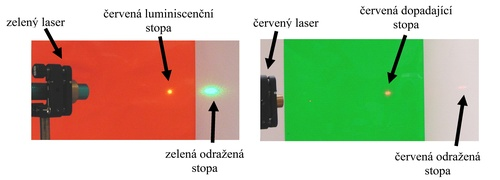 zelený laser
červená luminiscenční
stopa
zelená odražená
stopa
červený laser
červená dopadající
stopa
červená odražená
stopa